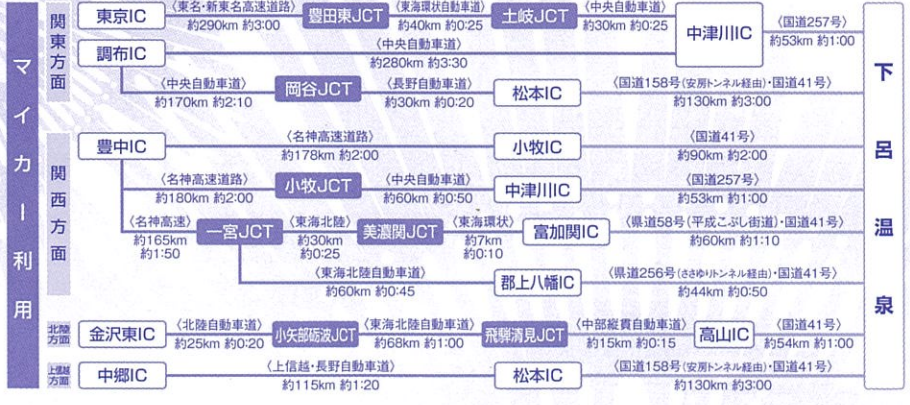 マイカー利用
関東方面
東京IC
〈東名・新東名高速道路〉
約290km 約3:00
豊田東JCT
〈東海環状自動車道〉
約40km 約0:25
土岐JCT
〈中央自動車道〉
約30km 約0:25
中津川IC
〈国道257号〉
約53km 約1:00
調布IC
〈中央自動車道〉
約280km 約3:30
〈中央自動車道〉
約170km 約2:10
岡谷JCT
〈長野自動車道〉
約30km 約0:20
松本IC
〈国道158号(安房トンネル経由)・国道41号〉
約130km 約3:00
関西方面
豊中IC
〈名神高速道路〉
約178km 約2:00
小牧IC
〈国道41号〉
約90km 約2:00
〈名神高速道路〉
約180km 約2:00
小牧JCT
〈中央自動車道〉
約60km 約0:50
中津川IC
〈国道257号〉
約53km 約1:00
〈名神高速〉
約165km
約1:50
一宮JCT
〈東海北陸〉
約30km
約0:25
美濃関JCT
〈東海環状〉
約7km
約0:10
富加関IC
〈県道58号(平成こぶし街道)・国道41号〉
約60km 約1:10
〈東海北陸自動車道〉
約60km 約0:45
郡上八幡IC
〈県道256号(ささゆりトンネル経由)・国道41号〉
約44km 約0:50
北陸方面
金沢東IC
〈北陸自動車道〉
約25km 約0:20
小矢部砺波JCT
〈東海北陸自動車道〉
約68km 約1:00
飛騨清見JCT
〈中部縦貫自動車道〉
約15km 約0:15
高山IC
〈国道41号〉
約54km 約1:00
上信越方面
中郷IC
〈上信越・長野自動車道〉
約115km 約1:20
松本IC
〈国道158号(安房トンネル経由)・国道41号〉
約130km 約3:00
下呂温泉